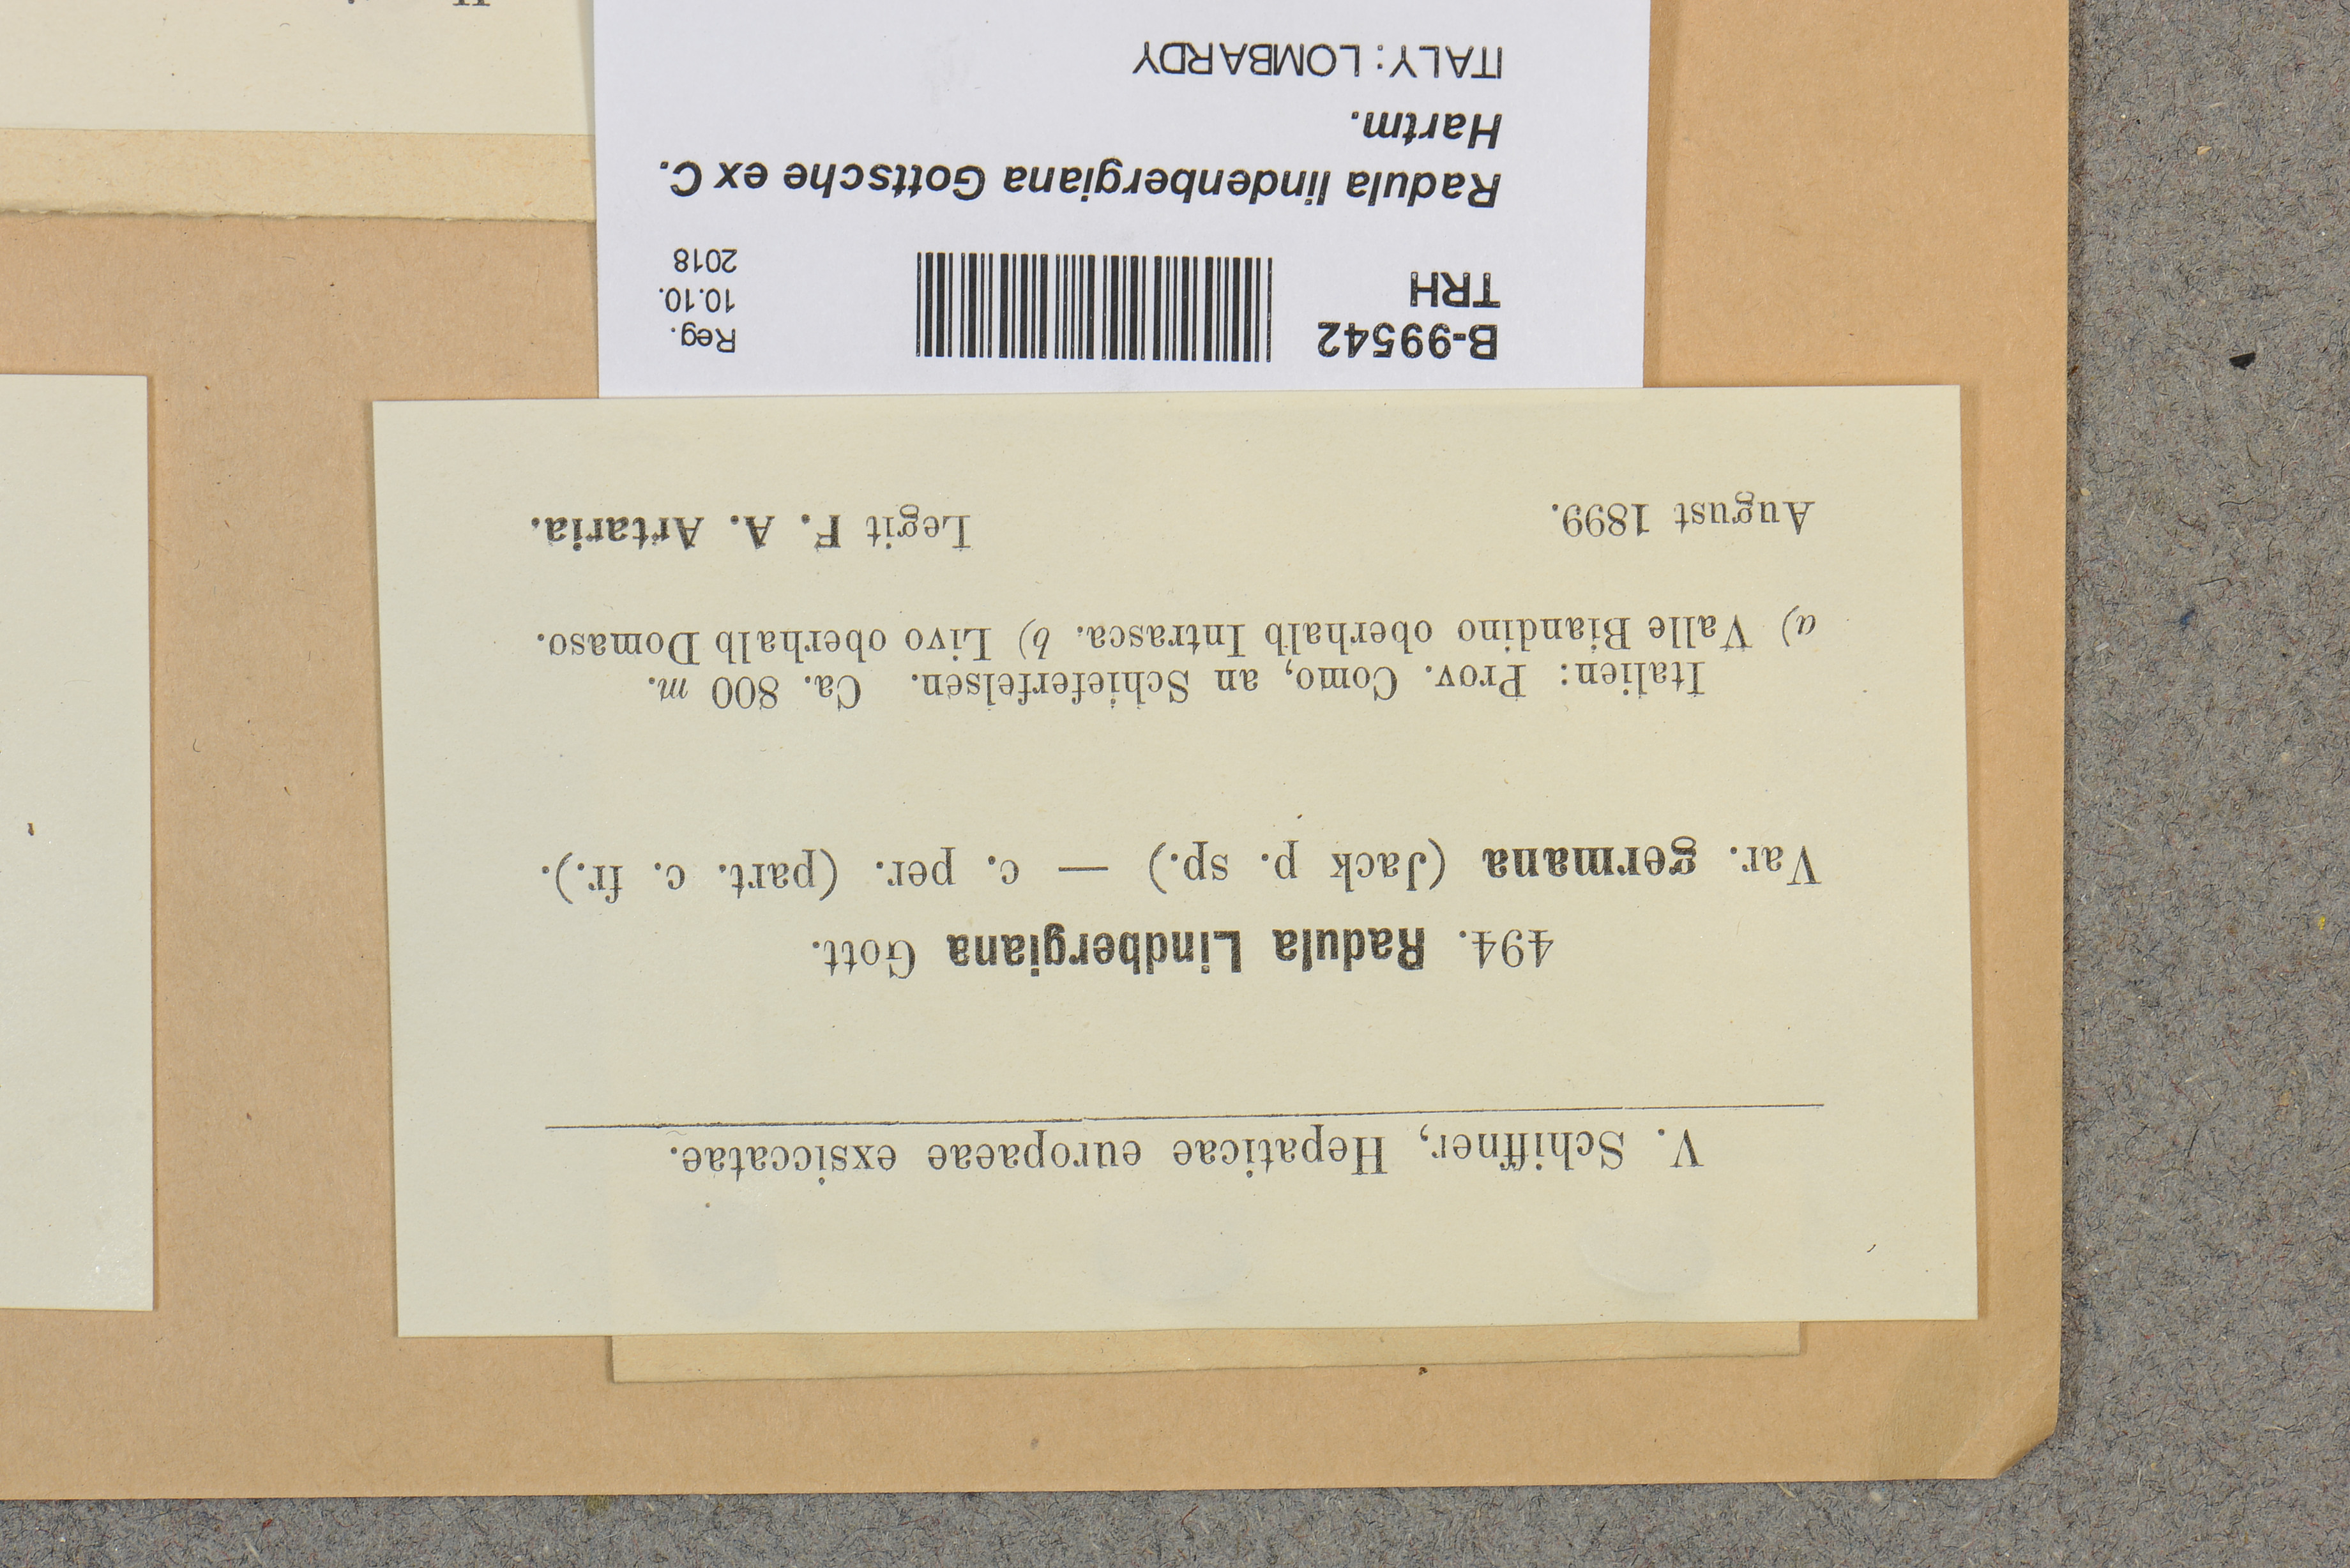 V. Schiffner, Hepaticae europaeae exsiccatae.
494. Radula Lindbergiana Gott.
Var. germana (Jack p. sp.) — c. per. (part. c. fr.).
Italien: Prov. Como, an Schieferfelsen. Ca. 800 m.
a) Valle Biandino oberhalb Intrasca. b) Livo oberhalb Domaso.
August 1899. Legit F. A. Artaria.
B-99542
TRH
Reg.
10.10.
2018
Radula lindenbergiana Gottsche ex C.
Hartm.
ITALY: LOMBARDY